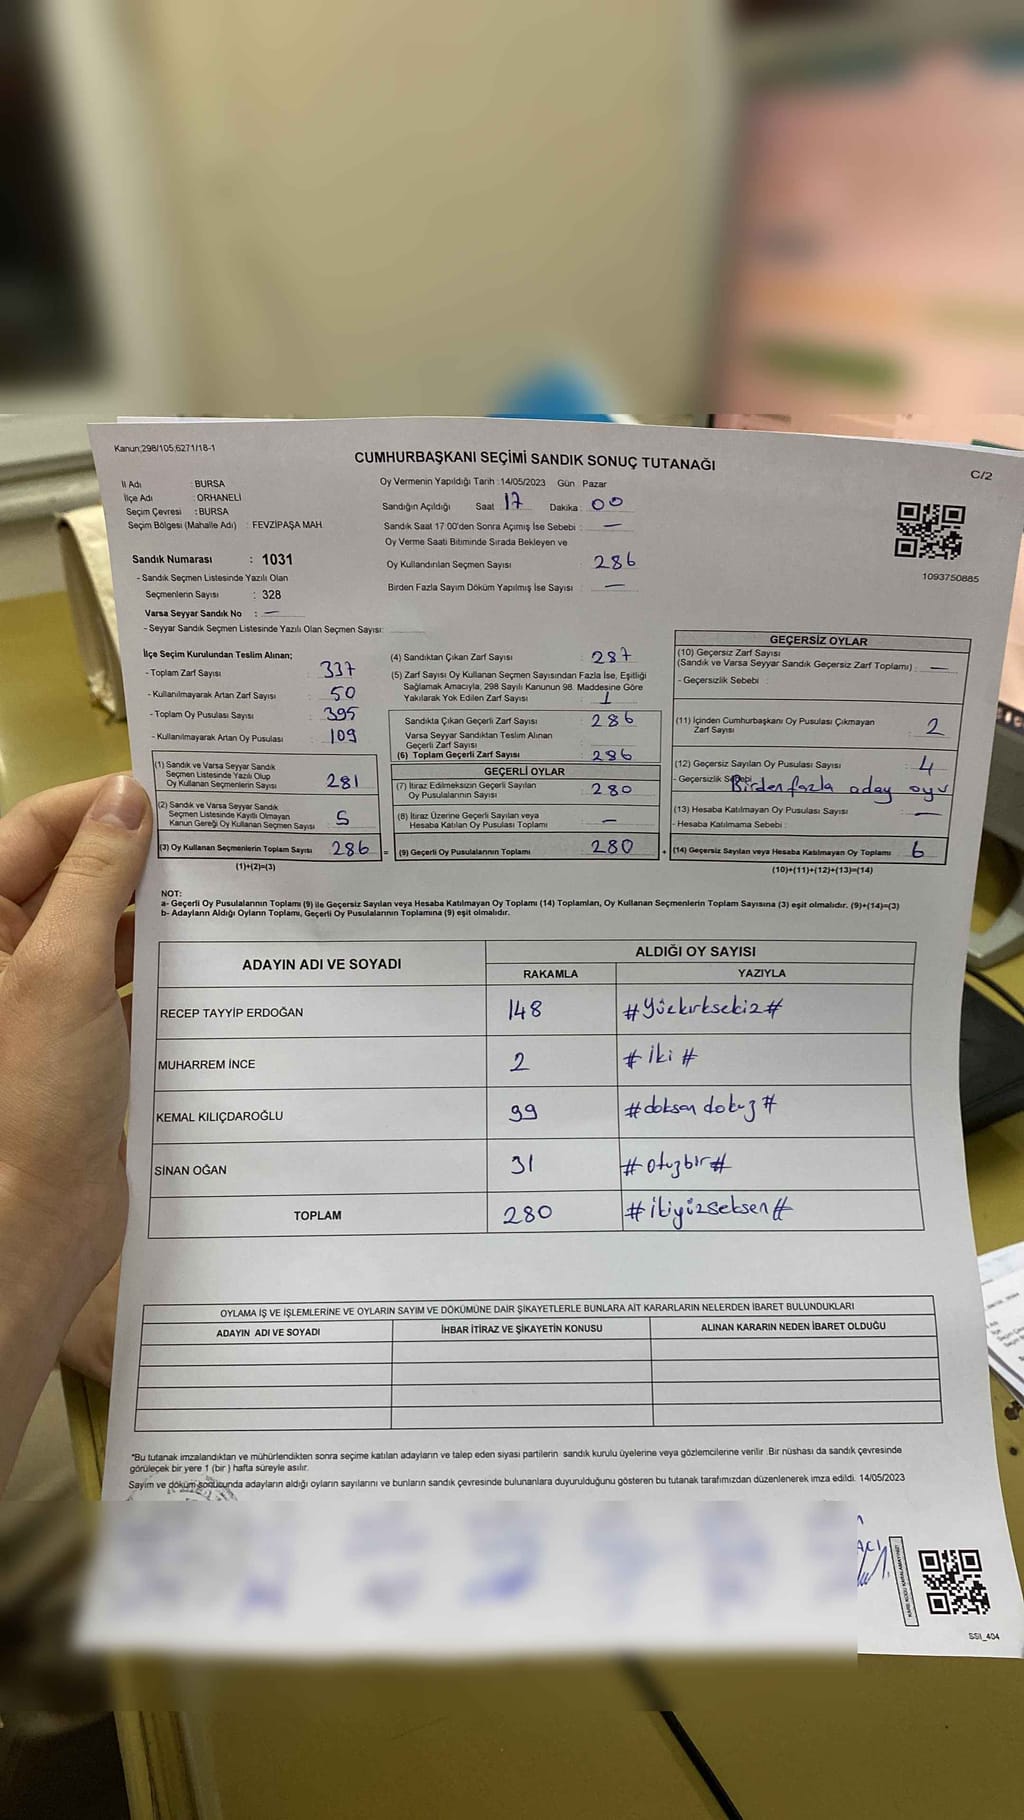 Kanun;298/105;6271/18-1
CUMHURBAŞKANI SEÇİMİ SANDIK SONUÇ TUTANAĞI
C/2
İl Adı : BURSA
İlçe Adı : ORHANELİ
Seçim Çevresi : BURSA
Seçim Bölgesi (Mahalle Adı) : FEVZİPAŞA MAH.
Sandık Numarası : 1031
- Sandık Seçmen Listesinde Yazılı Olan
Seçmenlerin Sayısı : 328
Varsa Seyyar Sandık No : —
- Seyyar Sandık Seçmen Listesinde Yazılı Olan Seçmen Sayısı:
Oy Vermenin Yapıldığı Tarih : 14/05/2023 Gün : Pazar
Sandığın Açıldığı Saat 17 Dakika : 00
Sandık Saat 17:00'den Sonra Açımış İse Sebebi : —
Oy Verme Saati Bitiminde Sırada Bekleyen ve
Oy Kullandırılan Seçmen Sayısı : 286
Birden Fazla Sayım Döküm Yapılmış İse Sayısı : —
1093750885
İlçe Seçim Kurulundan Teslim Alınan;
- Toplam Zarf Sayısı : 337
- Kullanılmayarak Artan Zarf Sayısı : 50
- Toplam Oy Pusulası Sayısı : 395
- Kullanılmayarak Artan Oy Pusulası : 109
(1) Sandık ve Varsa Seyyar Sandık
Seçmen Listesinde Yazılı Olup
Oy Kullanan Seçmenlerin Sayısı : 281
(2) Sandık ve Varsa Seyyar Sandık
Seçmen Listesinde Kayıtlı Olmayan
Kanun Gereği Oy Kullanan Seçmen Sayısı : 5
(3) Oy Kullanan Seçmenlerin Toplam Sayısı : 286
(1)+(2)=(3)
(4) Sandıktan Çıkan Zarf Sayısı : 287
(5) Zarf Sayısı Oy Kullanan Seçmen Sayısından Fazla İse, Eşitliği
Sağlamak Amacıyla, 298 Sayılı Kanunun 98. Maddesine Göre
Yakılarak Yok Edilen Zarf Sayısı : 1
Sandıkta Çıkan Geçerli Zarf Sayısı : 286
Varsa Seyyar Sandıktan Teslim Alınan
Geçerli Zarf Sayısı :
(6) Toplam Geçerli Zarf Sayısı : 286
GEÇERLİ OYLAR
(7) İtiraz Edilmeksizin Geçerli Sayılan
Oy Pusulalarının Sayısı : 280
(8) İtiraz Üzerine Geçerli Sayılan veya
Hesaba Katılan Oy Pusulası Toplamı : —
= (9) Geçerli Oy Pusulalarının Toplamı : 280
GEÇERSİZ OYLAR
(10) Geçersiz Zarf Sayısı
(Sandık ve Varsa Seyyar Sandık Geçersiz Zarf Toplamı) : —
- Geçersizlik Sebebi :
(11) İçinden Cumhurbaşkanı Oy Pusulası Çıkmayan
Zarf Sayısı : 2
(12) Geçersiz Sayılan Oy Pusulası Sayısı : 4
- Geçersizlik Sebebi Birden fazla aday oyu
(13) Hesaba Katılmayan Oy Pusulası Sayısı : —
- Hesaba Katılmama Sebebi :
+ (14) Geçersiz Sayılan veya Hesaba Katılmayan Oy Toplamı : 6
(10)+(11)+(12)+(13)=(14)
NOT:
a- Geçerli Oy Pusulalarının Toplamı (9) ile Geçersiz Sayılan veya Hesaba Katılmayan Oy Toplamı (14) Toplamları, Oy Kullanan Seçmenlerin Toplam Sayısına (3) eşit olmalıdır. (9)+(14)=(3)
b- Adayların Aldığı Oyların Toplamı, Geçerli Oy Pusulalarının Toplamına (9) eşit olmalıdır.
ADAYIN ADI VE SOYADI
ALDIĞI OY SAYISI
RAKAMLA YAZIYLA
RECEP TAYYİP ERDOĞAN 148 #Yüzkırksekiz#
MUHARREM İNCE 2 #iki#
KEMAL KILIÇDAROĞLU 99 #doksan dokuz#
SİNAN OĞAN 31 #otuzbir#
TOPLAM 280 #ikiyüzseksen#
OYLAMA İŞ VE İŞLEMLERİNE VE OYLARIN SAYIM VE DÖKÜMÜNE DAİR ŞİKAYETLERLE BUNLARA AİT KARARLARIN NELERDEN İBARET BULUNDUKLARI
ADAYIN ADI VE SOYADI İHBAR İTİRAZ VE ŞİKAYETİN KONUSU ALINAN KARARIN NEDEN İBARET OLDUĞU
*Bu tutanak imzalandıktan ve mühürlendikten sonra seçime katılan adayların ve talep eden siyasi partilerin sandık kurulu üyelerine veya gözlemcilerine verilir .Bir nüshası da sandık çevresinde
görülecek bir yere 1 (bir ) hafta süreyle asılır.
Sayım ve döküm sonucunda adayların aldığı oyların sayılarını ve bunların sandık çevresinde bulunanlara duyurulduğunu gösteren bu tutanak tarafımızdan düzenlenerek imza edildi. 14/05/2023
SSI_404